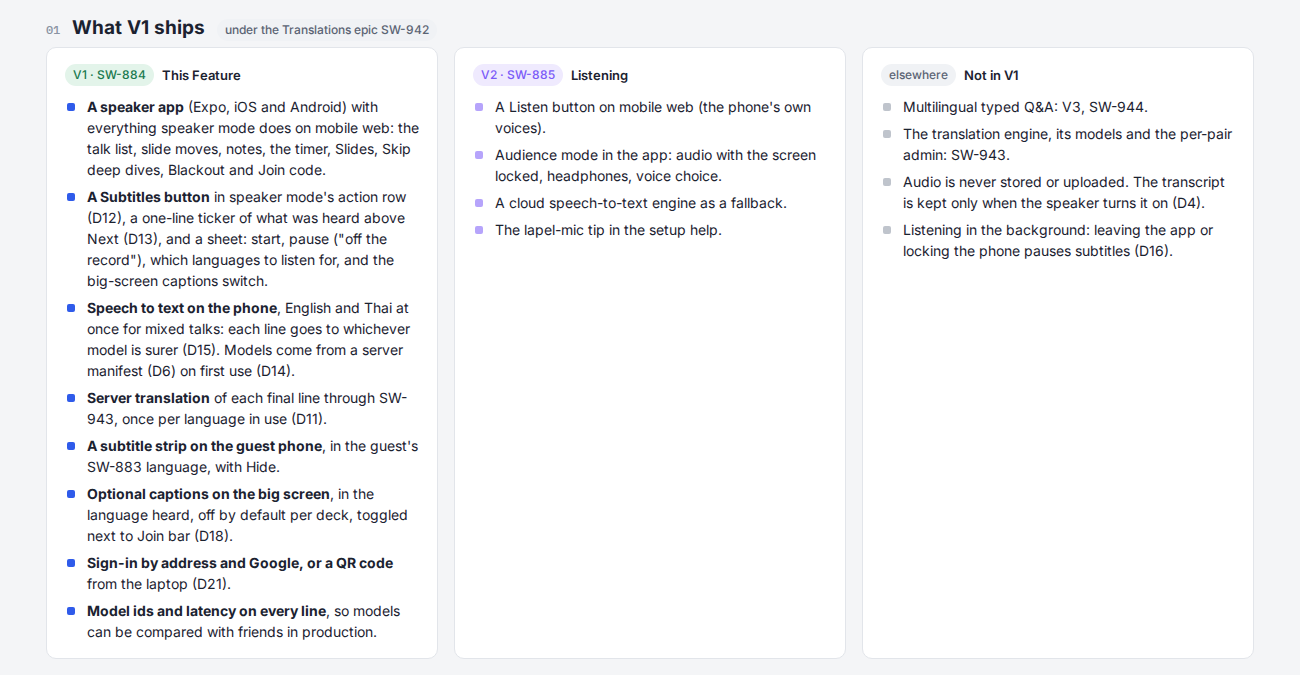 01 What V1 ships under the Translations epic SW-942
V1 · SW-884 This Feature
A speaker app (Expo, iOS and Android) with
everything speaker mode does on mobile web: the
talk list, slide moves, notes, the timer, Slides, Skip
deep dives, Blackout and Join code.
A Subtitles button in speaker mode's action row
(D12), a one-line ticker of what was heard above
Next (D13), and a sheet: start, pause ("off the
record"), which languages to listen for, and the
big-screen captions switch.
Speech to text on the phone, English and Thai at
once for mixed talks: each line goes to whichever
model is surer (D15). Models come from a server
manifest (D6) on first use (D14).
Server translation of each final line through SW-
943, once per language in use (D11).
A subtitle strip on the guest phone, in the guest's
SW-883 language, with Hide.
Optional captions on the big screen, in the
language heard, off by default per deck, toggled
next to Join bar (D18).
Sign-in by address and Google, or a QR code
from the laptop (D21).
Model ids and latency on every line, so models
can be compared with friends in production.
V2 · SW-885 Listening
A Listen button on mobile web (the phone's own
voices).
Audience mode in the app: audio with the screen
locked, headphones, voice choice.
A cloud speech-to-text engine as a fallback.
The lapel-mic tip in the setup help.
elsewhere Not in V1
Multilingual typed Q&A: V3, SW-944.
The translation engine, its models and the per-pair
admin: SW-943.
Audio is never stored or uploaded. The transcript
is kept only when the speaker turns it on (D4).
Listening in the background: leaving the app or
locking the phone pauses subtitles (D16).